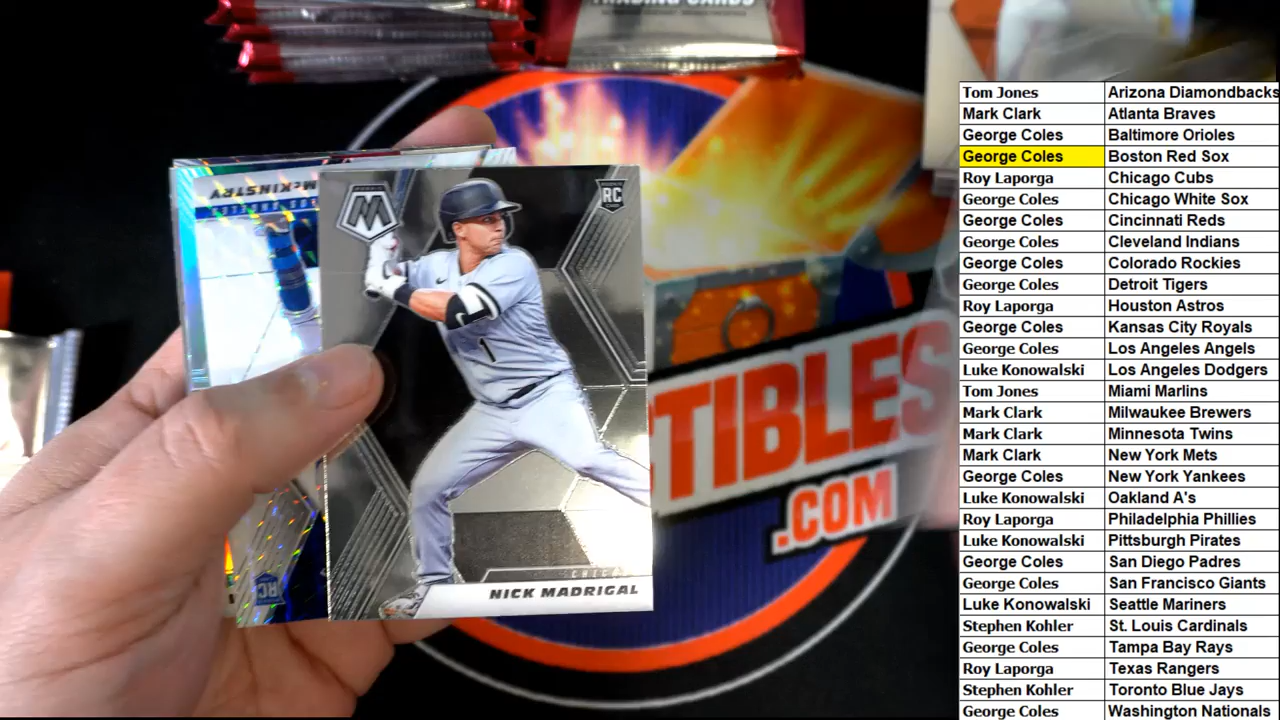 TRADING CARDS
McKINSTRY
MOSAIC
M
RC
1
CHICAGO
NICK MADRIGAL
RC
TIBLES
.COM
Tom Jones Arizona Diamondbacks
Mark Clark Atlanta Braves
George Coles Baltimore Orioles
George Coles Boston Red Sox
Roy Laporga Chicago Cubs
George Coles Chicago White Sox
George Coles Cincinnati Reds
George Coles Cleveland Indians
George Coles Colorado Rockies
George Coles Detroit Tigers
Roy Laporga Houston Astros
George Coles Kansas City Royals
George Coles Los Angeles Angels
Luke Konowalski Los Angeles Dodgers
Tom Jones Miami Marlins
Mark Clark Milwaukee Brewers
Mark Clark Minnesota Twins
Mark Clark New York Mets
George Coles New York Yankees
Luke Konowalski Oakland A's
Roy Laporga Philadelphia Phillies
Luke Konowalski Pittsburgh Pirates
George Coles San Diego Padres
George Coles San Francisco Giants
Luke Konowalski Seattle Mariners
Stephen Kohler St. Louis Cardinals
George Coles Tampa Bay Rays
Roy Laporga Texas Rangers
Stephen Kohler Toronto Blue Jays
George Coles Washington Nationals